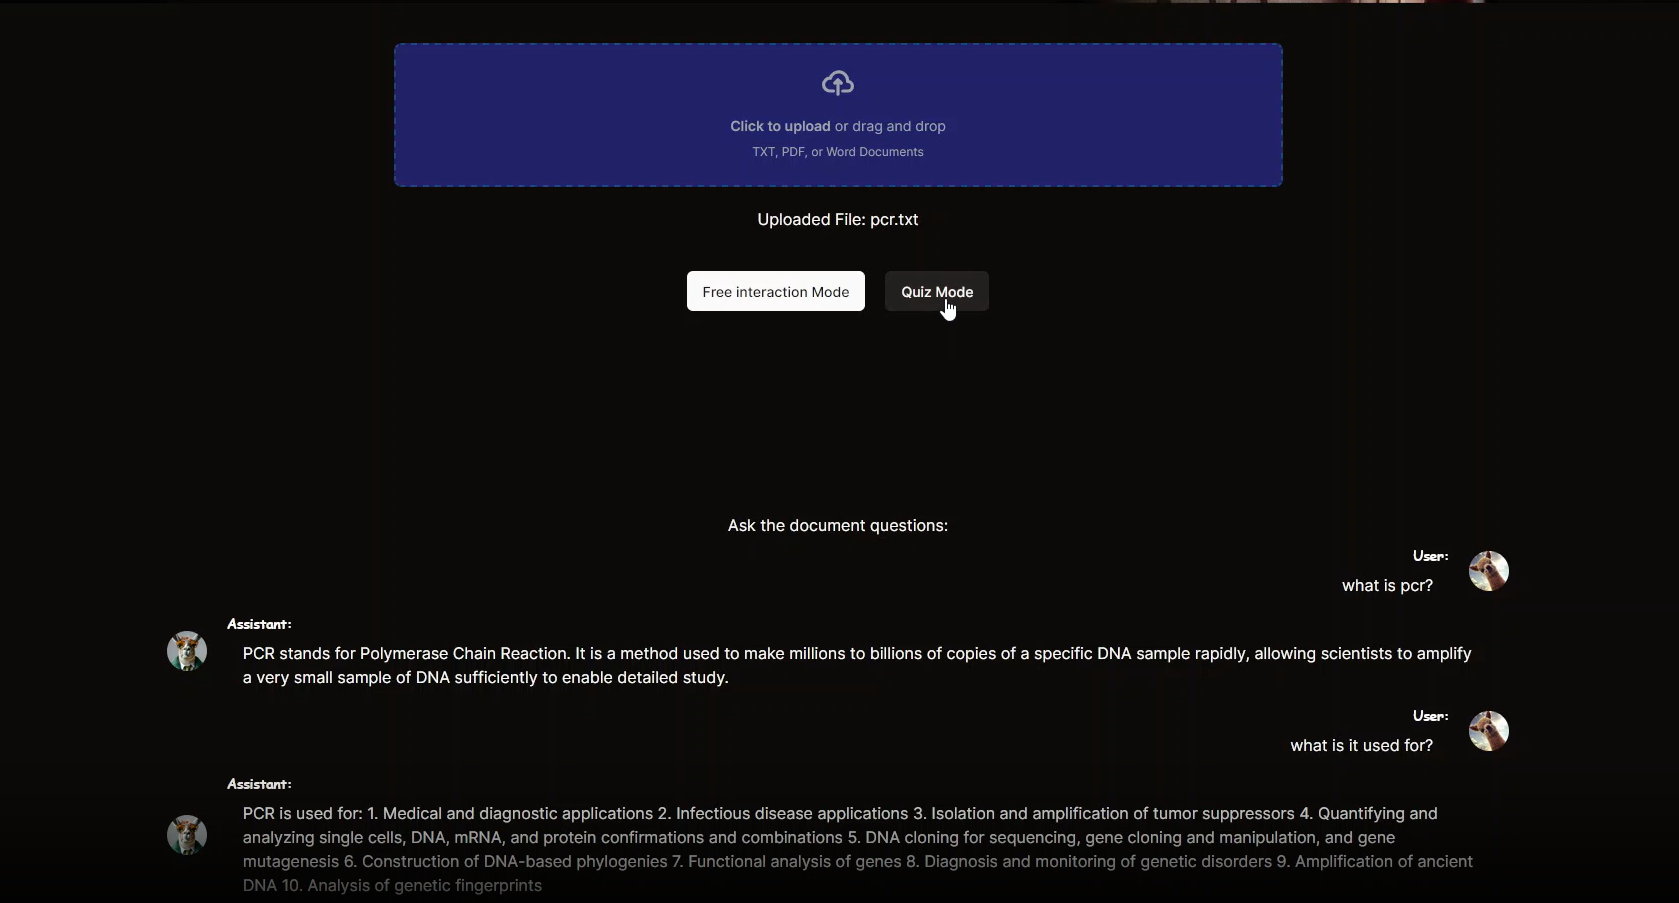 Click to upload or drag and drop
TXT, PDF, or Word Documents
Uploaded File: pcr.txt
Free interaction Mode
Quiz Mode
Ask the document questions:
User:
what is pcr?
Assistant:
PCR stands for Polymerase Chain Reaction. It is a method used to make millions to billions of copies of a specific DNA sample rapidly, allowing scientists to amplify
a very small sample of DNA sufficiently to enable detailed study.
User:
what is it used for?
Assistant:
PCR is used for: 1. Medical and diagnostic applications 2. Infectious disease applications 3. Isolation and amplification of tumor suppressors 4. Quantifying and
analyzing single cells, DNA, mRNA, and protein confirmations and combinations 5. DNA cloning for sequencing, gene cloning and manipulation, and gene
mutagenesis 6. Construction of DNA-based phylogenies 7. Functional analysis of genes 8. Diagnosis and monitoring of genetic disorders 9. Amplification of ancient
DNA 10. Analysis of genetic fingerprints